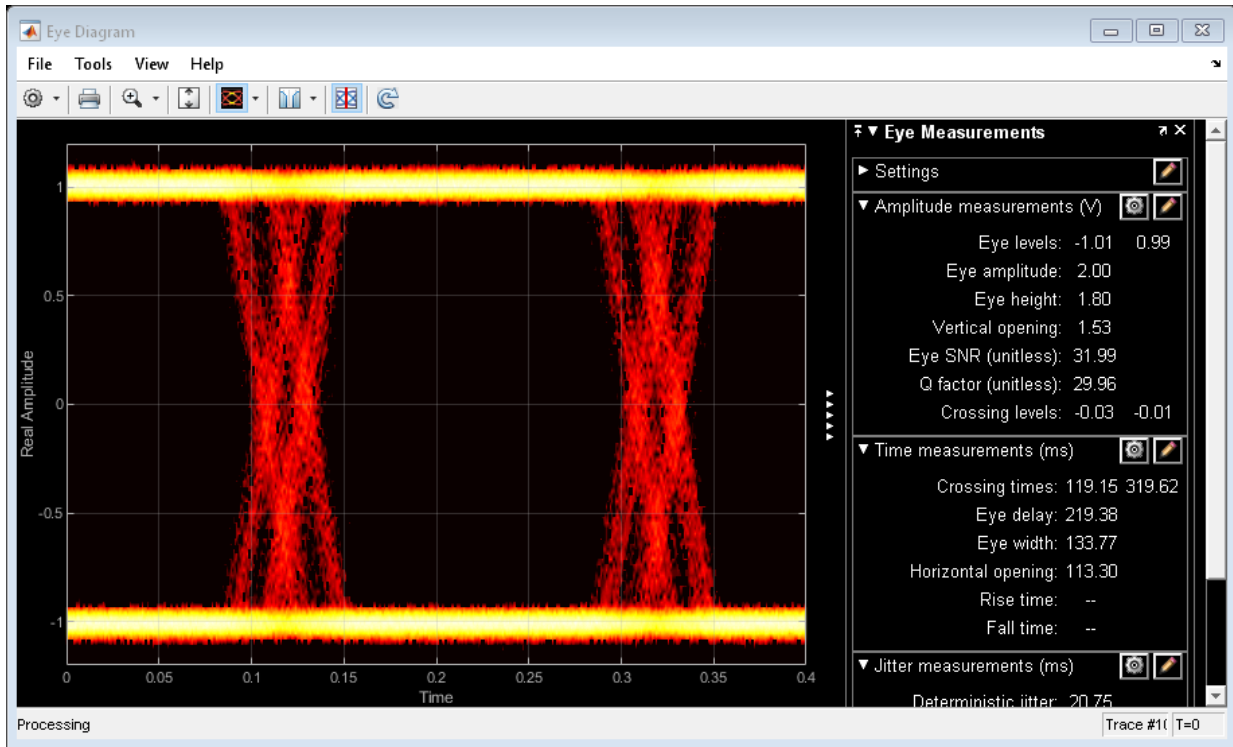 Eye Diagram
File Tools View Help
1
0.5
0
-0.5
-1
Real Amplitude
0 0.05 0.1 0.15 0.2 0.25 0.3 0.35 0.4
Time
Eye Measurements
Settings
Amplitude measurements (V)
Eye levels: -1.01 0.99
Eye amplitude: 2.00
Eye height: 1.80
Vertical opening: 1.53
Eye SNR (unitless): 31.99
Q factor (unitless): 29.96
Crossing levels: -0.03 -0.01
Time measurements (ms)
Crossing times: 119.15 319.62
Eye delay: 219.38
Eye width: 133.77
Horizontal opening: 113.30
Rise time: --
Fall time: --
Jitter measurements (ms)
Deterministic jitter: 20.75
Processing
Trace #1( T=0